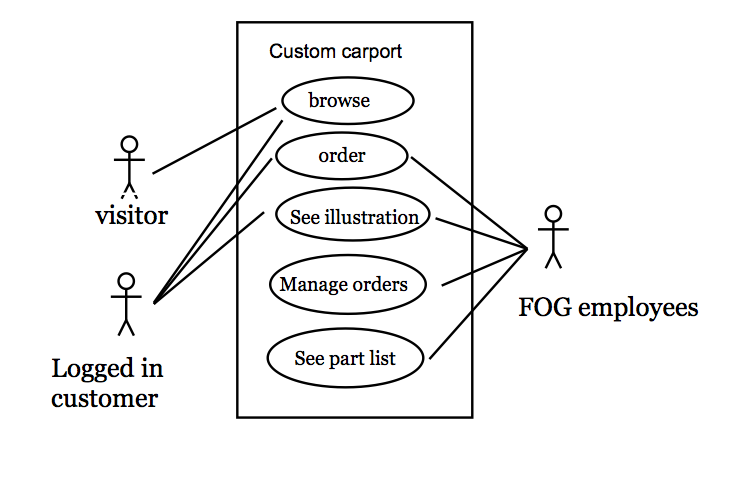 Custom carport
browse
order
See illustration
Manage orders
See part list
visitor
Logged in
customer
FOG employees